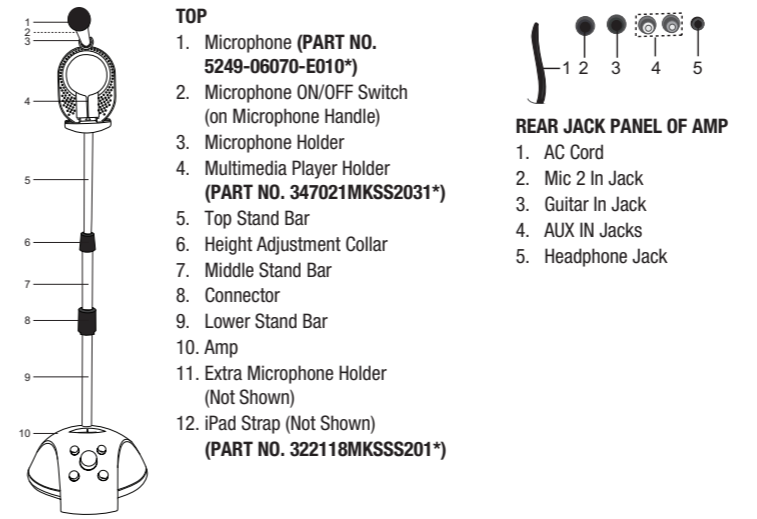 1
2
3
4
5
6
7
8
9
10
TOP
1. Microphone (PART NO.
5249-06070-E010*)
2. Microphone ON/OFF Switch
(on Microphone Handle)
3. Microphone Holder
4. Multimedia Player Holder
(PART NO. 347021MKSS2031*)
5. Top Stand Bar
6. Height Adjustment Collar
7. Middle Stand Bar
8. Connector
9. Lower Stand Bar
10. Amp
11. Extra Microphone Holder
(Not Shown)
12. iPad Strap (Not Shown)
(PART NO. 322118MKSSS201*)
1 2 3 4 5
REAR JACK PANEL OF AMP
1. AC Cord
2. Mic 2 In Jack
3. Guitar In Jack
4. AUX IN Jacks
5. Headphone Jack